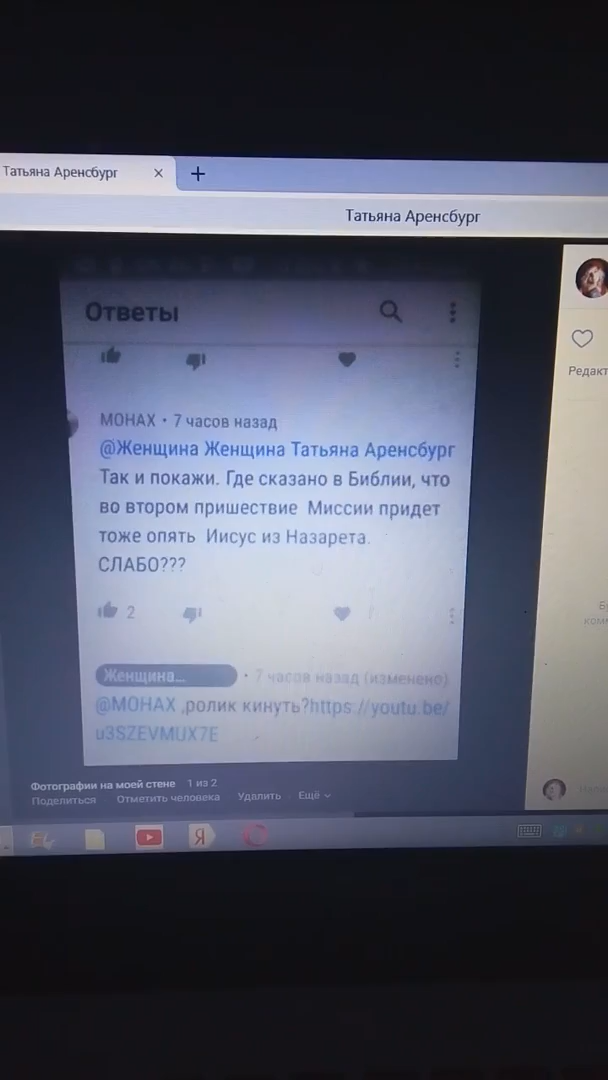 Татьяна Аренсбург
Татьяна Аренсбург
Ответы
Редакт
МОНАХ • 7 часов назад
@Женщина Женщина Татьяна Аренсбург
Так и покажи. Где сказано в Библии, что
во втором пришествие Миссии придет
тоже опять Иисус из Назарета.
СЛАБО???
2
Женщина...
• 7 часов назад (изменено)
@МОНАХ ,ролик кинуть?https://youtu.be/
u3SZEVMUX7E
Фотографии на моей стене 1 из 2
Поделиться Отметить человека Удалить Ещё
Я